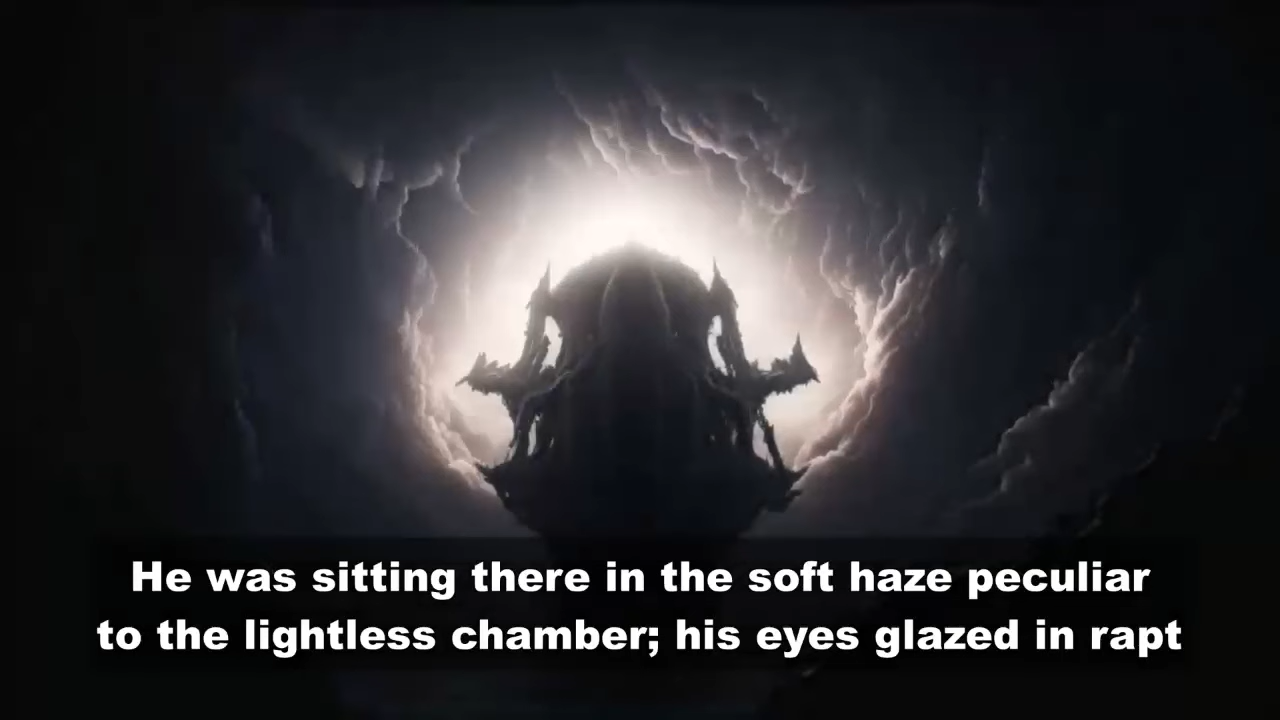 He was sitting there in the soft haze peculiar
to the lightless chamber; his eyes glazed in rapt